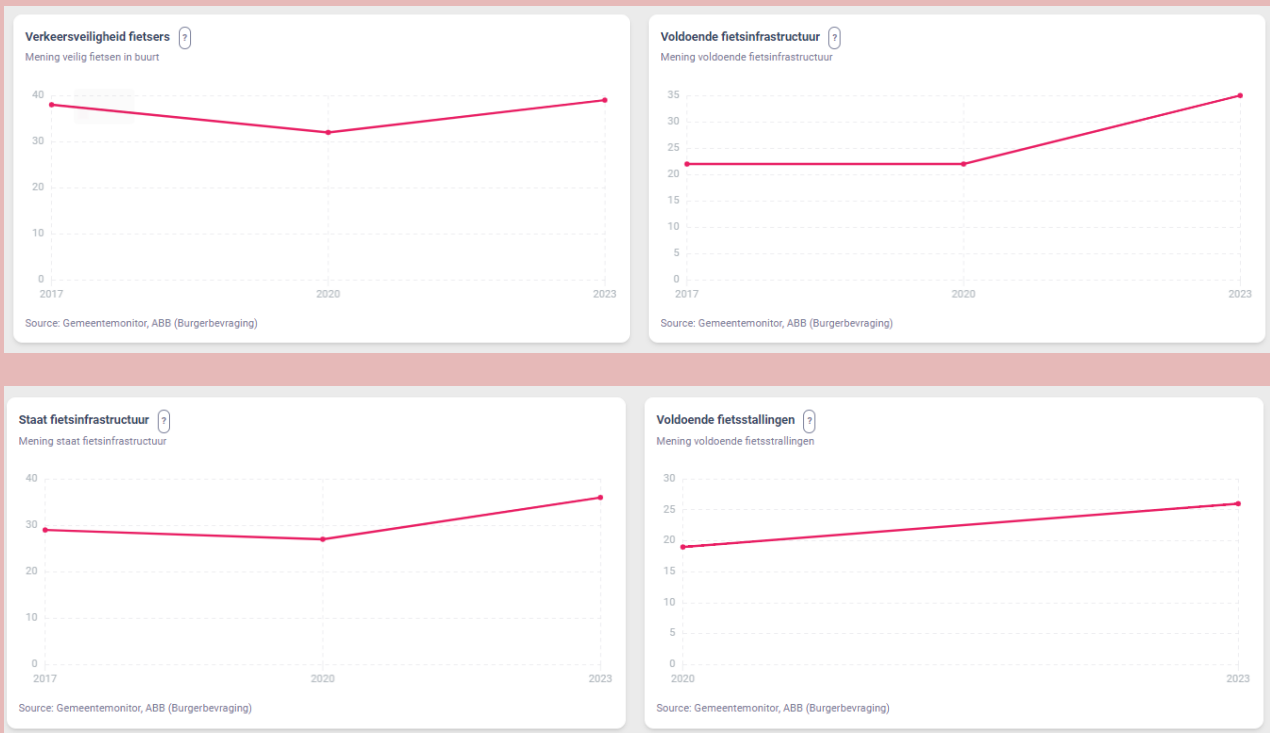 Verkeersveiligheid fietsers ?
Mening veilig fietsen in buurt
40
30
20
10
0
2017 2020 2023
Source: Gemeentemonitor, ABB (Burgerbevraging)
Voldoende fietsinfrastructuur ?
Mening voldoende fietsinfrastructuur
35
30
25
20
15
10
5
0
2017 2020 2023
Source: Gemeentemonitor, ABB (Burgerbevraging)
Staat fietsinfrastructuur ?
Mening staat fietsinfrastructuur
40
30
20
10
0
2017 2020 2023
Source: Gemeentemonitor, ABB (Burgerbevraging)
Voldoende fietsstallingen ?
Mening voldoende fietsstrallingen
30
25
20
15
10
5
0
2020 2023
Source: Gemeentemonitor, ABB (Burgerbevraging)